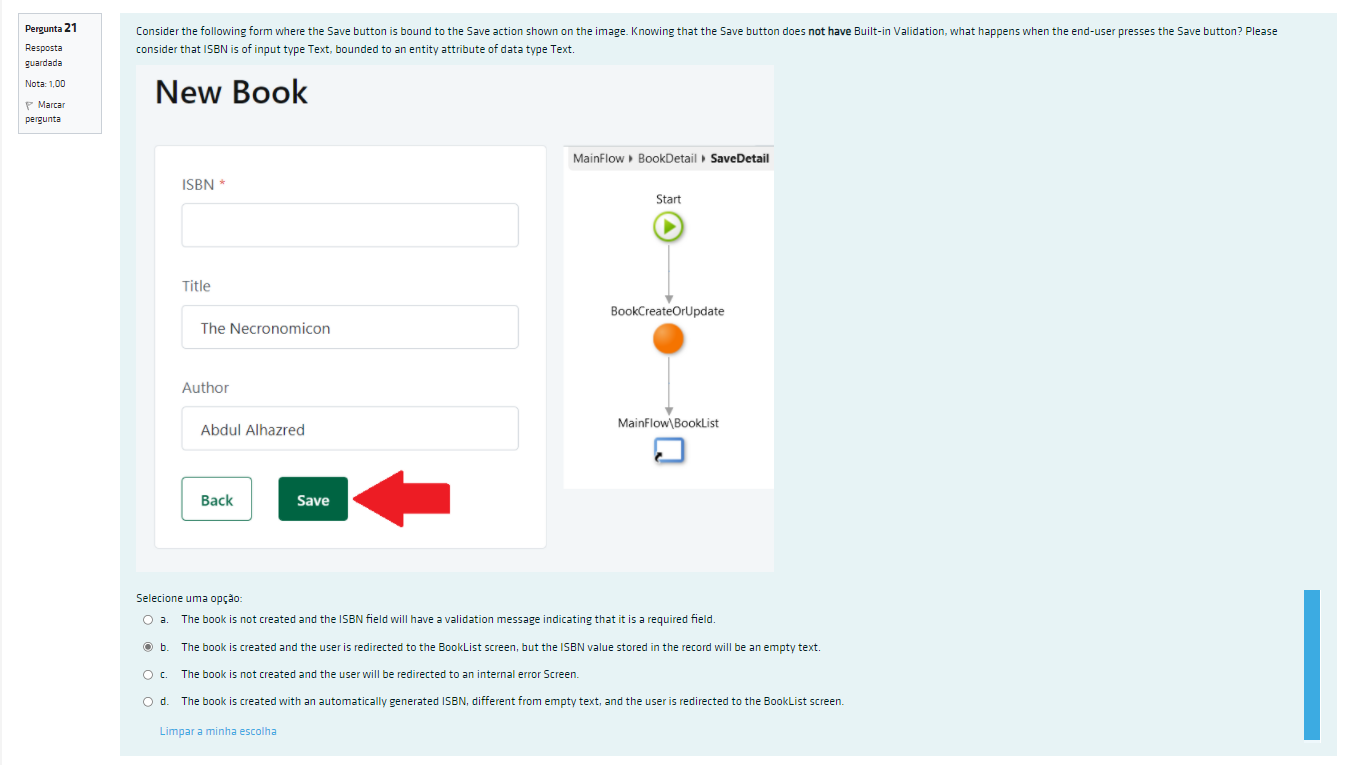 Pergunta 21
Resposta
guardada
Nota: 1,00
Marcar
pergunta
Consider the following form where the Save button is bound to the Save action shown on the image. Knowing that the Save button does not have Built-in Validation, what happens when the end-user presses the Save button? Please
consider that ISBN is of input type Text, bounded to an entity attribute of data type Text.
New Book
ISBN *
Title
The Necronomicon
Author
Abdul Alhazred
Back
Save
MainFlow BookDetail SaveDetail
Start
BookCreateOrUpdate
MainFlow\BookList
Selecione uma opção:
a. The book is not created and the ISBN field will have a validation message indicating that it is a required field.
b. The book is created and the user is redirected to the BookList screen, but the ISBN value stored in the record will be an empty text.
c. The book is not created and the user will be redirected to an internal error Screen.
d. The book is created with an automatically generated ISBN, different from empty text, and the user is redirected to the BookList screen.
Limpar a minha escolha